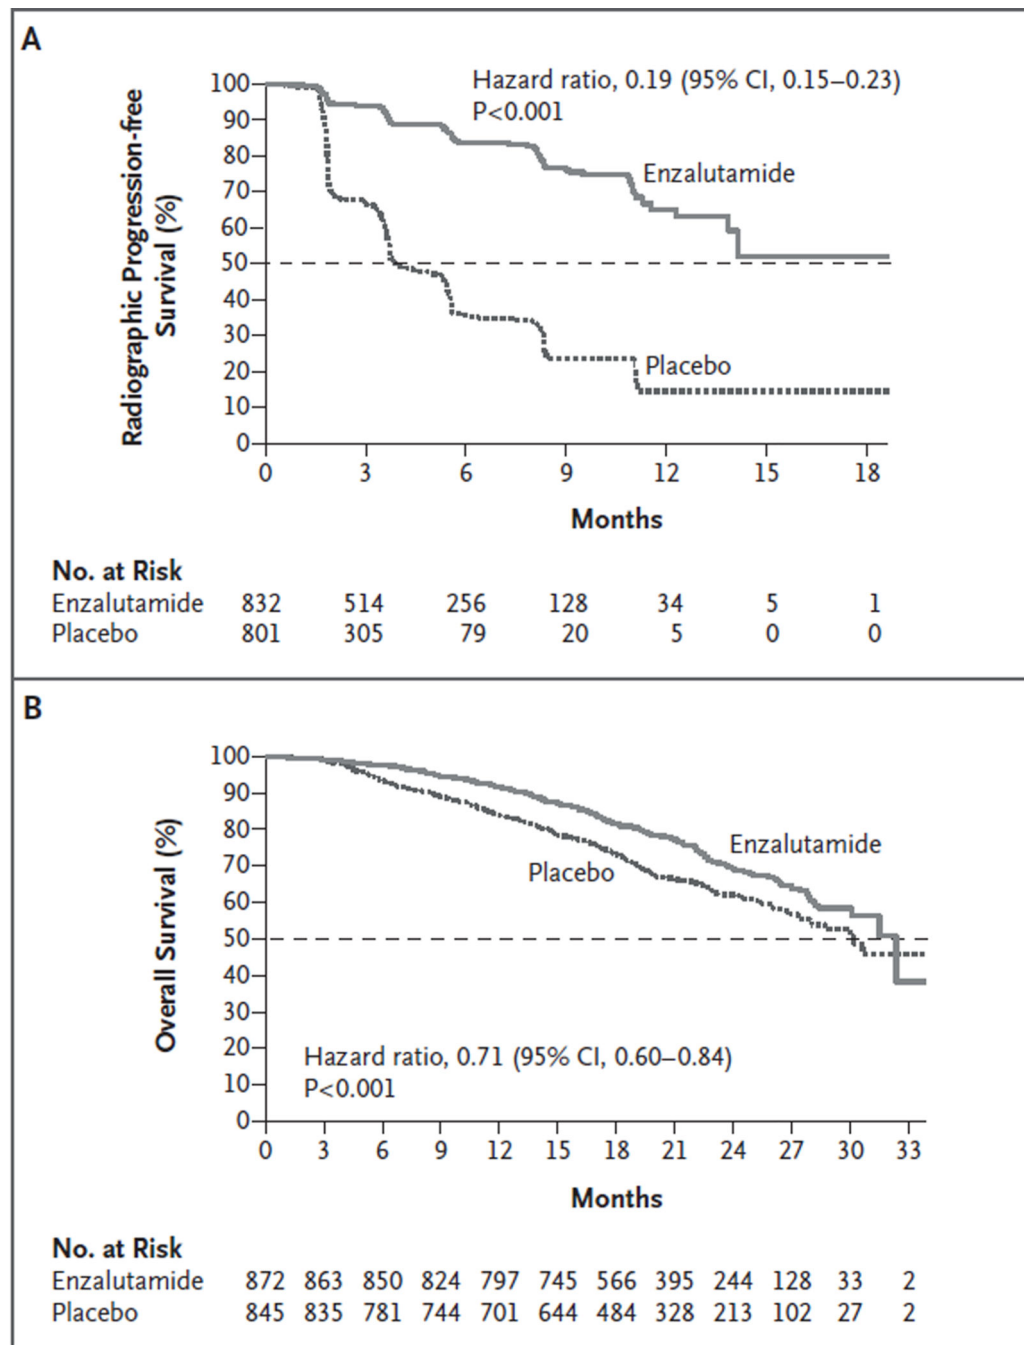 A
Hazard ratio, 0.19 (95% CI, 0.15–0.23)
P<0.001
Radiographic Progression-free
Survival (%)
100
90
80
70
60
50
40
30
20
10
0
Enzalutamide
Placebo
0 3 6 9 12 15 18
Months
No. at Risk
Enzalutamide 832 514 256 128 34 5 1
Placebo 801 305 79 20 5 0 0
B
Overall Survival (%)
100
90
80
70
60
50
40
30
20
10
0
Enzalutamide
Placebo
Hazard ratio, 0.71 (95% CI, 0.60–0.84)
P<0.001
0 3 6 9 12 15 18 21 24 27 30 33
Months
No. at Risk
Enzalutamide 872 863 850 824 797 745 566 395 244 128 33 2
Placebo 845 835 781 744 701 644 484 328 213 102 27 2